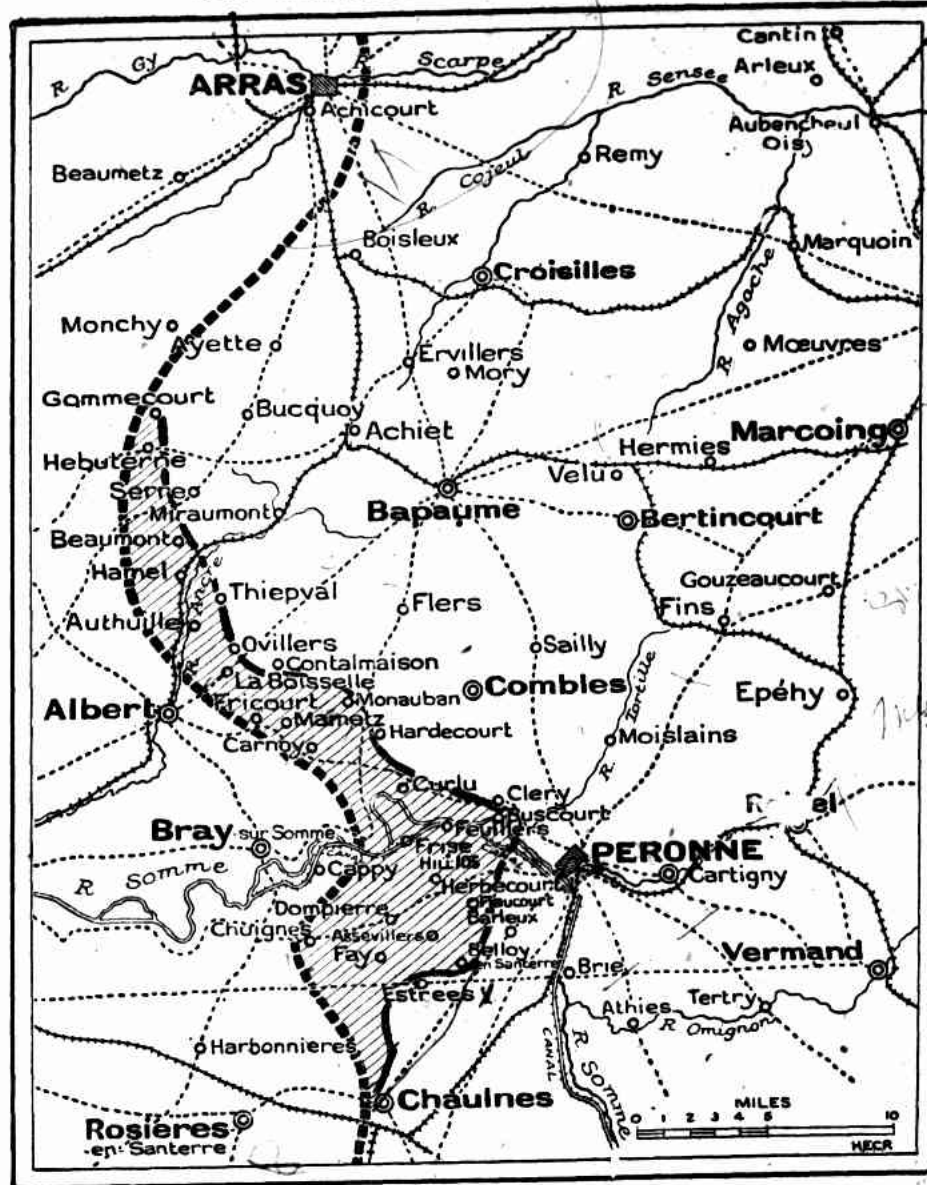 Cantin
R Gy
Scarpe
ARRAS
R Sensee
Arleux
Achicourt
Aubencheul
Beaumetz
R. Cojeul
Remy
Boisleux
Marquoin
Croisilles
R Agache
Monchy
Ayette
Ervillers
Mory
Mœuvres
Gommecourt
Bucquoy
Achiet
Marcoing
Hebuterne
Hermies
Velu
Serre
Bapaume
Miraumont
Bertincourt
Beaumont
Hamel
R. Ancre
Gouzeaucourt
Thiepval
Flers
Fins
Authuille
Ovillers
Sailly
Contalmaison
La Boisselle
Combles
R. Tortille
Epéhy
Albert
Fricourt
Monauban
Mametz
Hardecourt
Moislains
Carnoy
Curlu
Clery
Buscourt
Bray
sur Somme
Feuillers
Frise
PERONNE
Hill 105
Cappy
Cartigny
R Somme
Herbecourt
Flaucourt
Dompierre
Barleux
Chuignes
Assevillers
Belloy
en Santerre
Vermand
Fay
Brie
Estrees
Athies
Tertry
R Omignon
CANAL
R Somme
Harbonnieres
Chaulnes
MILES
0 1 2 3 4 5 10
Rosières
en Santerre
HECR